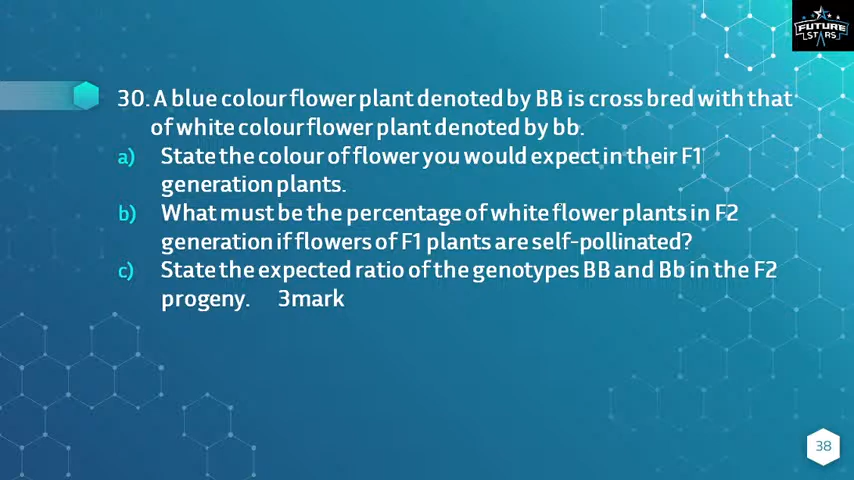 FUTURE
STARS
30. A blue colour flower plant denoted by BB is cross bred with that
of white colour flower plant denoted by bb.
a) State the colour of flower you would expect in their F1
generation plants.
b) What must be the percentage of white flower plants in F2
generation if flowers of F1 plants are self-pollinated?
c) State the expected ratio of the genotypes BB and Bb in the F2
progeny. 3mark
38